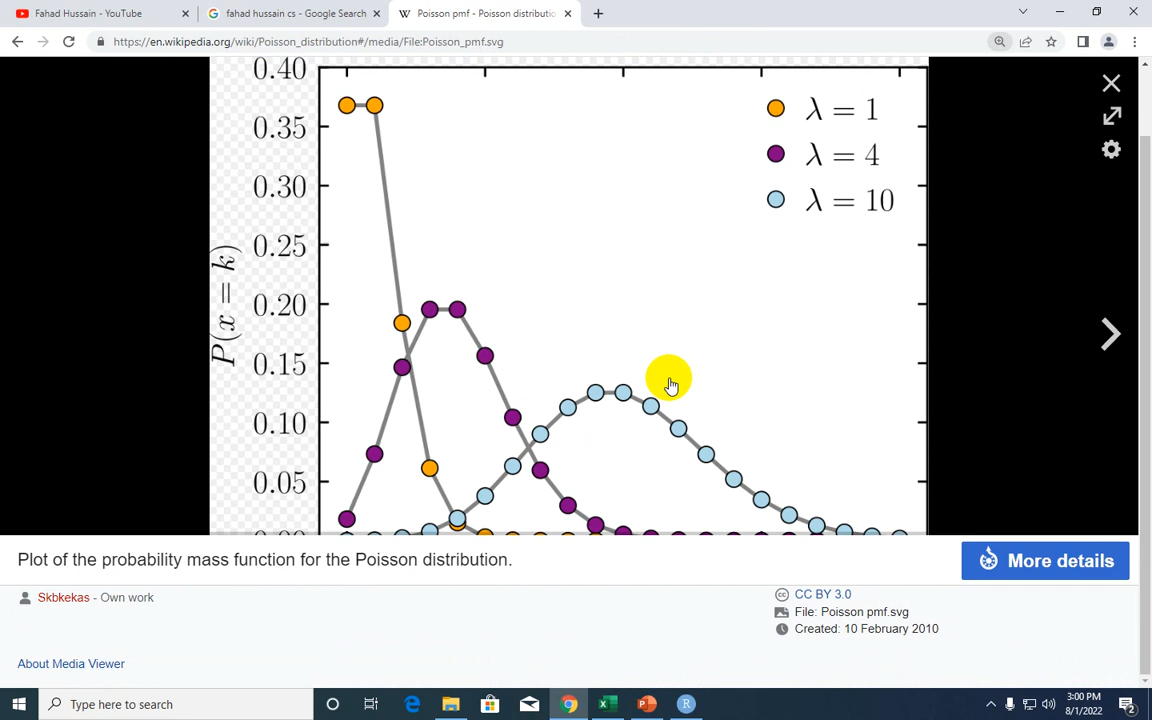 Fahad Hussain - YouTube
fahad hussain cs - Google Search
Poisson pmf - Poisson distributio
https://en.wikipedia.org/wiki/Poisson_distribution#/media/File:Poisson_pmf.svg
0.40
0.35
0.30
0.25
0.20
0.15
0.10
0.05
P(x = k)
λ = 1
λ = 4
λ = 10
Plot of the probability mass function for the Poisson distribution.
More details
Skbkekas - Own work
CC BY 3.0
File: Poisson pmf.svg
Created: 10 February 2010
About Media Viewer
Type here to search
3:00 PM
8/1/2022
2